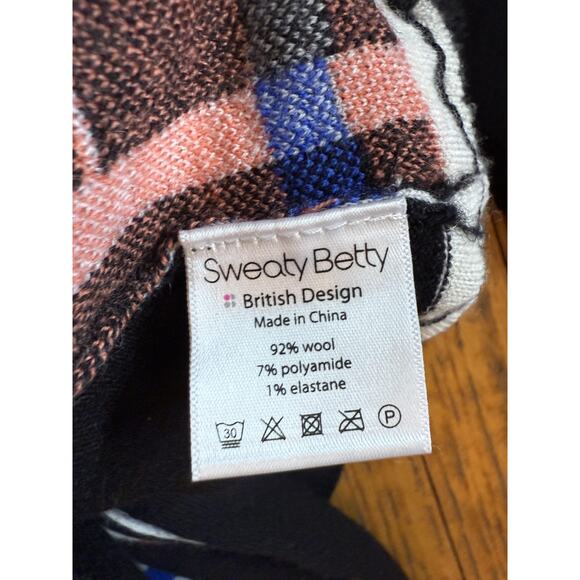 Sweaty Betty
British Design
Made in China
92% wool
7% polyamide
1% elastane
30 P